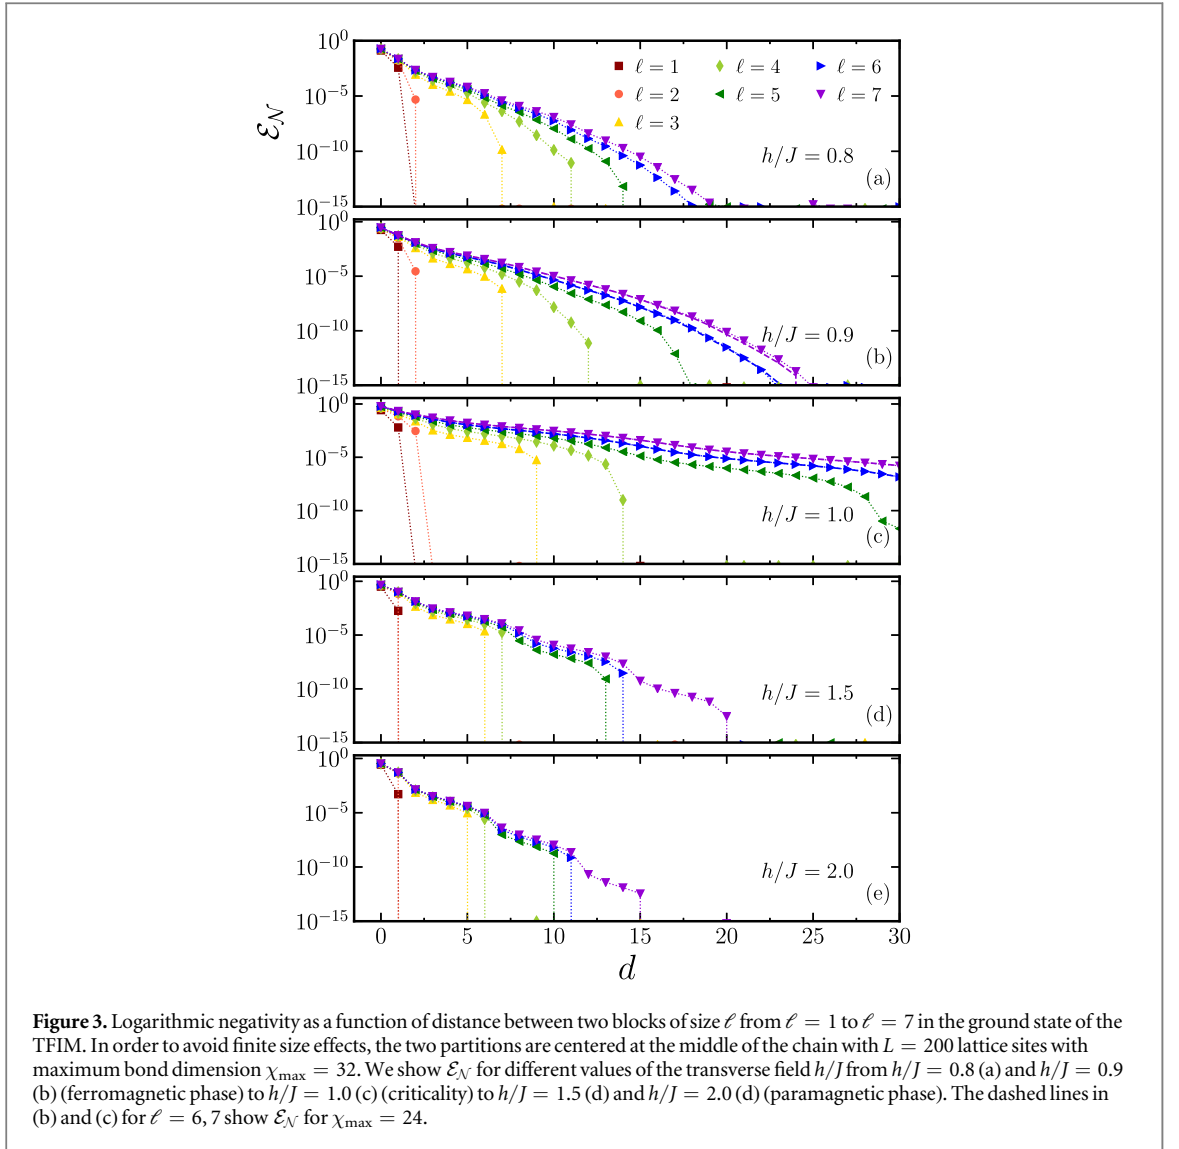 10^0
10^{-5}
10^{-10}
10^{-15}
ℰ_𝒩
ℓ = 1
ℓ = 2
ℓ = 3
ℓ = 4
ℓ = 5
ℓ = 6
ℓ = 7
h/J = 0.8
(a)
10^0
10^{-5}
10^{-10}
10^{-15}
h/J = 0.9
(b)
10^0
10^{-5}
10^{-10}
10^{-15}
h/J = 1.0
(c)
10^0
10^{-5}
10^{-10}
10^{-15}
h/J = 1.5
(d)
10^0
10^{-5}
10^{-10}
10^{-15}
h/J = 2.0
(e)
0 5 10 15 20 25 30
d
Figure 3. Logarithmic negativity as a function of distance between two blocks of size ℓ from ℓ = 1 to ℓ = 7 in the ground state of the
TFIM. In order to avoid finite size effects, the two partitions are centered at the middle of the chain with L = 200 lattice sites with
maximum bond dimension χ_max = 32. We show ℰ_𝒩 for different values of the transverse field h/J from h/J = 0.8 (a) and h/J = 0.9
(b) (ferromagnetic phase) to h/J = 1.0 (c) (criticality) to h/J = 1.5 (d) and h/J = 2.0 (d) (paramagnetic phase). The dashed lines in
(b) and (c) for ℓ = 6, 7 show ℰ_𝒩 for χ_max = 24.